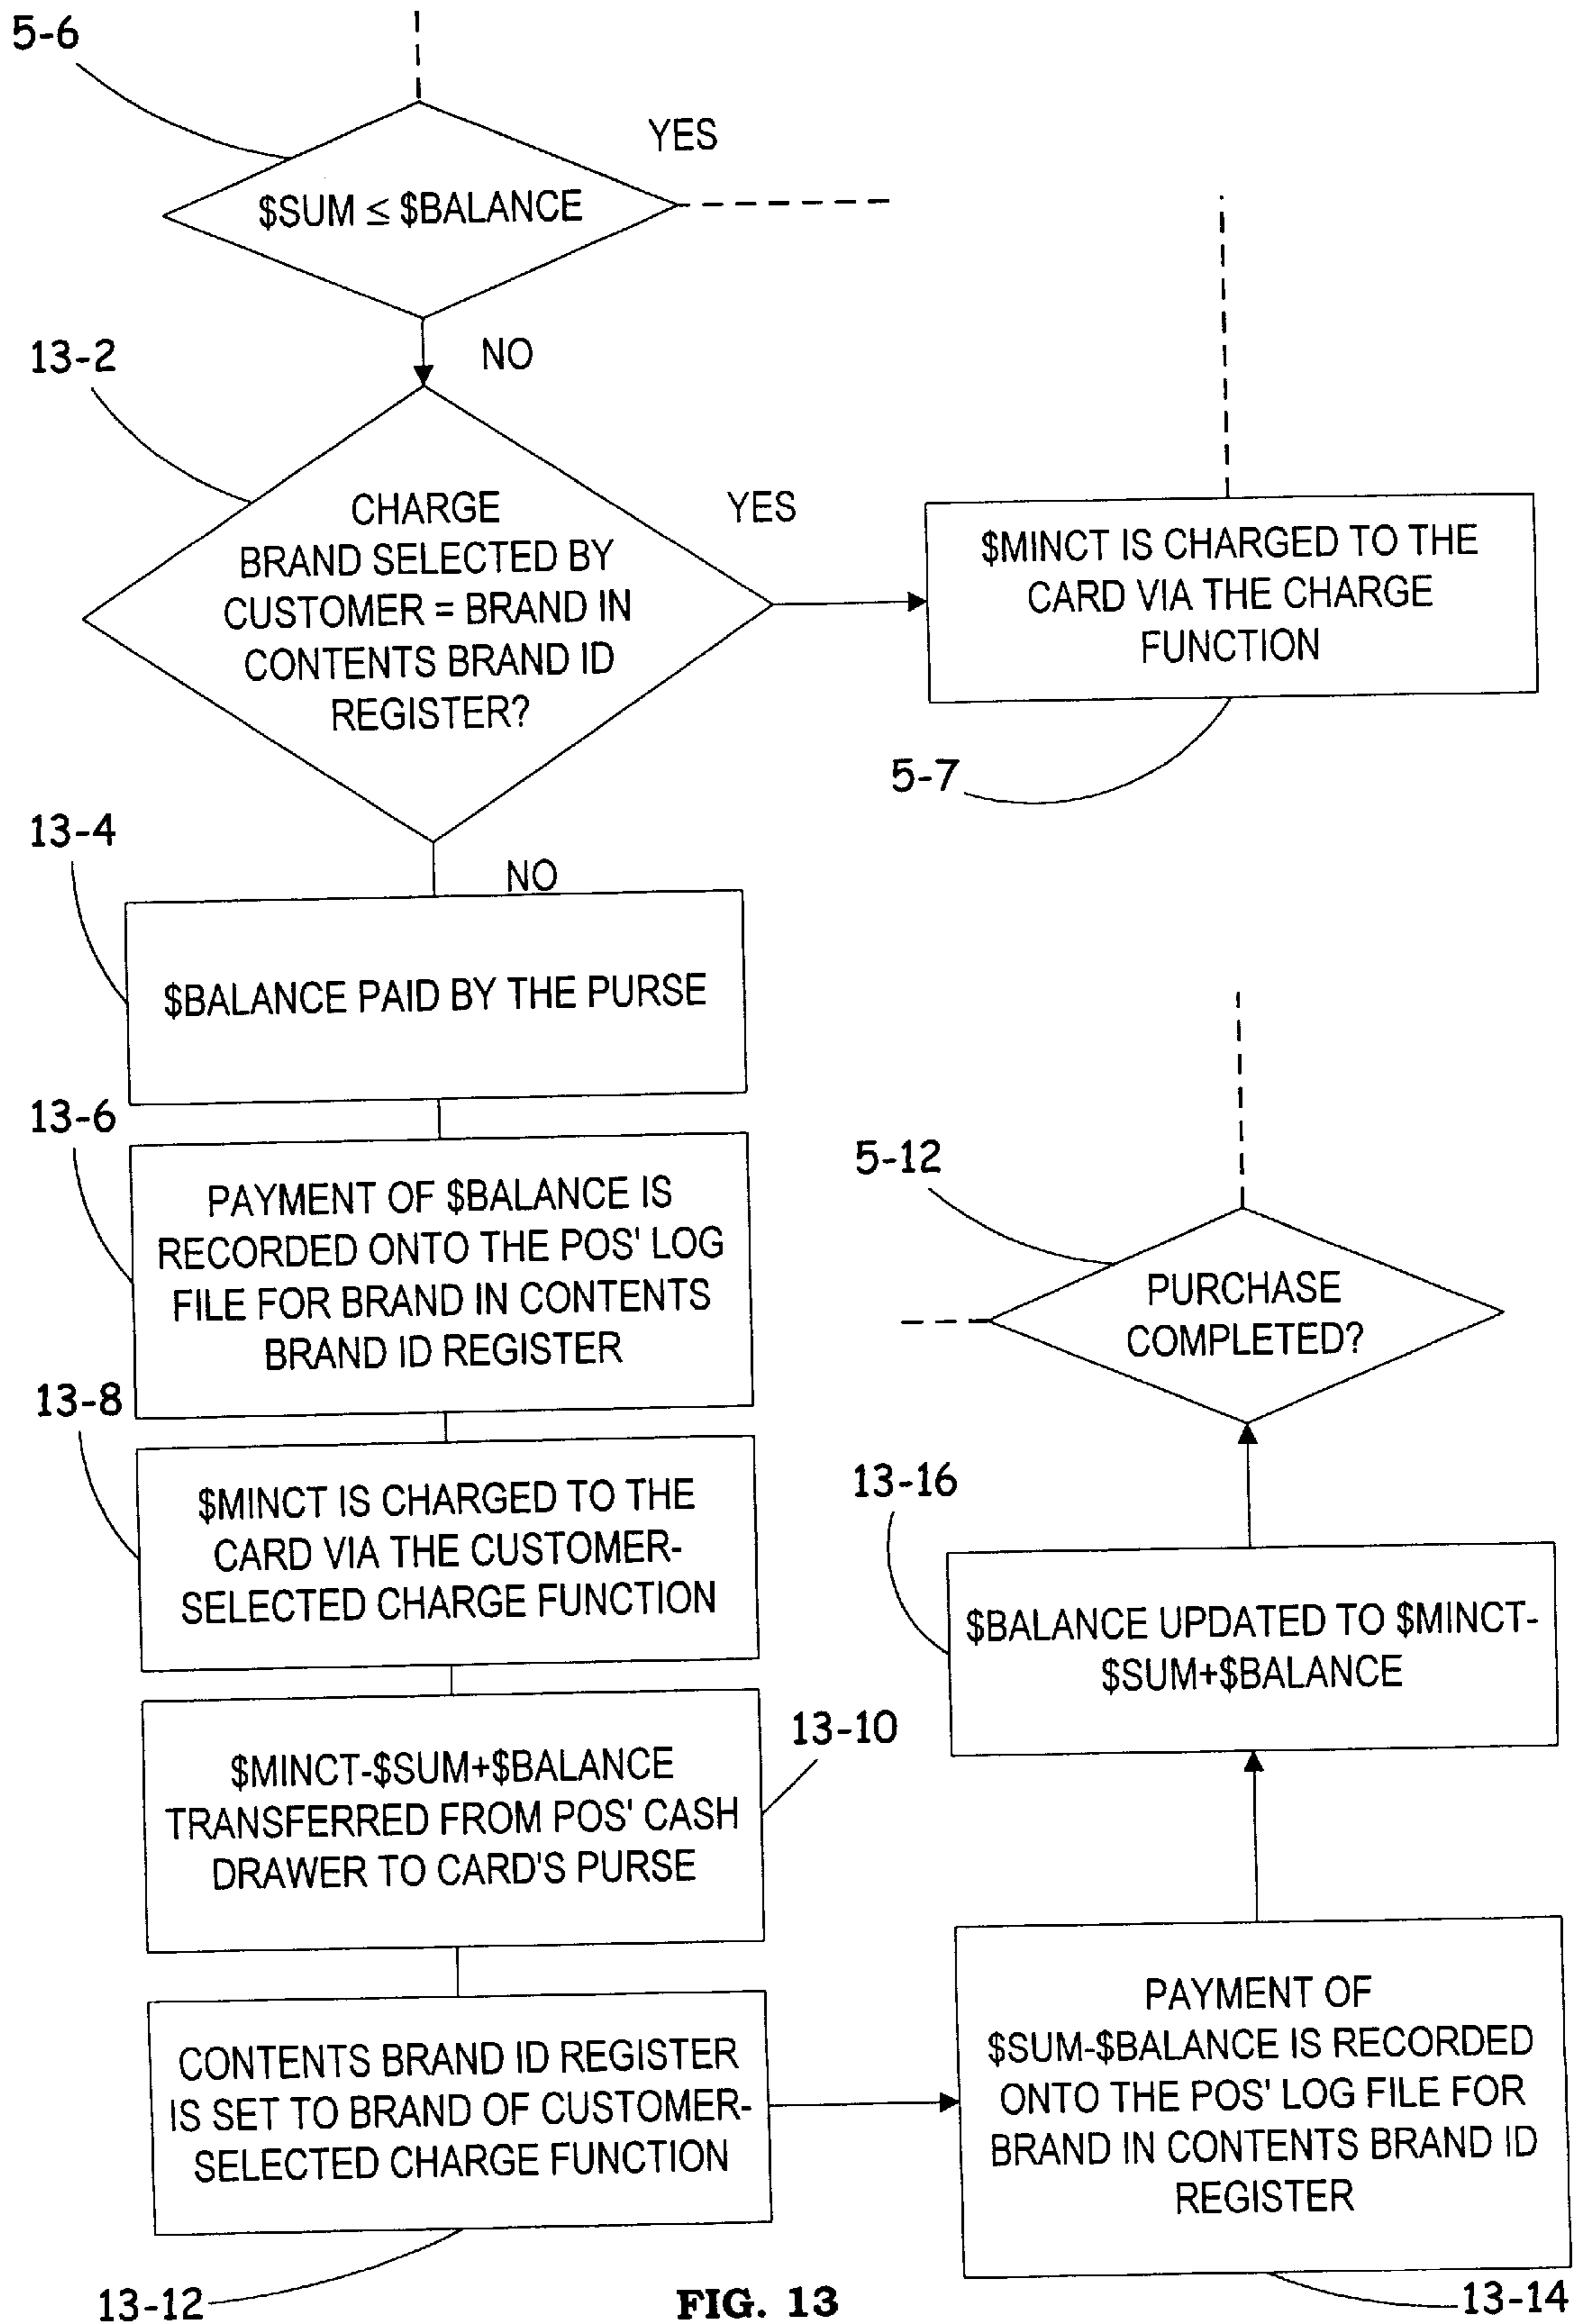 5-6
YES
$SUM ≤ $BALANCE
NO
13-2
CHARGE
BRAND SELECTED BY
CUSTOMER = BRAND IN
CONTENTS BRAND ID
REGISTER?
YES
$MINCT IS CHARGED TO THE
CARD VIA THE CHARGE
FUNCTION
5-7
13-4
NO
$BALANCE PAID BY THE PURSE
13-6
PAYMENT OF $BALANCE IS
RECORDED ONTO THE POS' LOG
FILE FOR BRAND IN CONTENTS
BRAND ID REGISTER
13-8
$MINCT IS CHARGED TO THE
CARD VIA THE CUSTOMER-
SELECTED CHARGE FUNCTION
13-10
$MINCT-$SUM+$BALANCE
TRANSFERRED FROM POS' CASH
DRAWER TO CARD'S PURSE
CONTENTS BRAND ID REGISTER
IS SET TO BRAND OF CUSTOMER-
SELECTED CHARGE FUNCTION
13-12
5-12
PURCHASE
COMPLETED?
13-16
$BALANCE UPDATED TO $MINCT-
$SUM+$BALANCE
PAYMENT OF
$SUM-$BALANCE IS RECORDED
ONTO THE POS' LOG FILE FOR
BRAND IN CONTENTS BRAND ID
REGISTER
13-14
FIG. 13